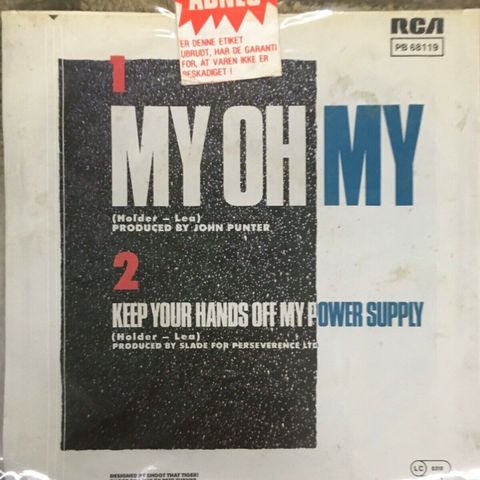 ÅBNES
ER DENNE ETIKET
UBRUDT, HAR DE GARANTI
FOR, AT VAREN IKKE ER
BESKADIGET!
RCA
PB 68119
1
MY OH MY
(Holder – Lea)
PRODUCED BY JOHN PUNTER
2
KEEP YOUR HANDS OFF MY POWER SUPPLY
(Holder – Lea)
PRODUCED BY SLADE FOR PERSEVERENCE LTD
DESIGNED BY SHOOT THAT TIGER!
LC 0316